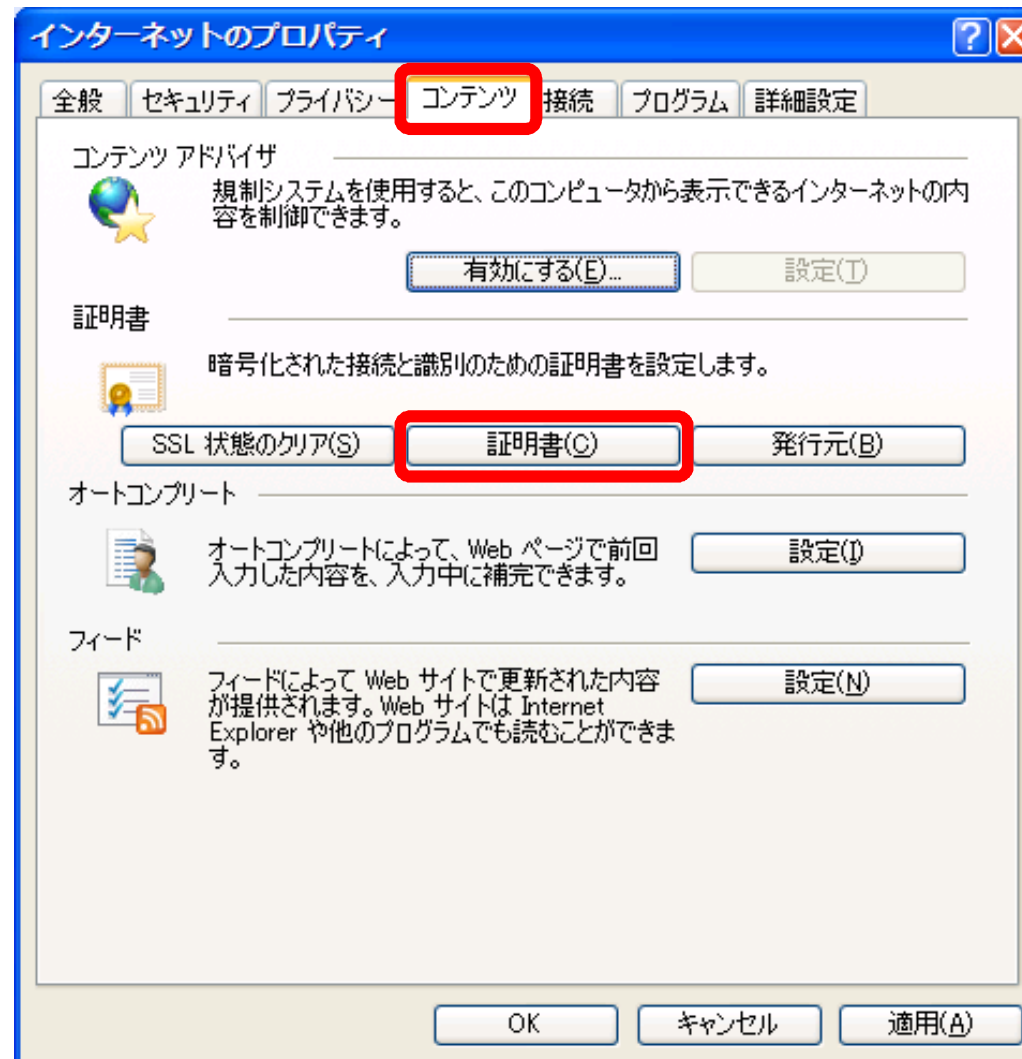 インターネットのプロパティ
全般 セキュリティ プライバシー コンテンツ 接続 プログラム 詳細設定
コンテンツ アドバイザ
規制システムを使用すると、このコンピュータから表示できるインターネットの内
容を制御できます。
有効にする(E)... 設定(T)
証明書
暗号化された接続と識別のための証明書を設定します。
SSL 状態のクリア(S) 証明書(C) 発行元(B)
オートコンプリート
オートコンプリートによって、Web ページで前回
入力した内容を、入力中に補完できます。
設定(I)
フィード
フィードによって Web サイトで更新された内容
が提供されます。Web サイトは Internet
Explorer や他のプログラムでも読むことができま
す。
設定(N)
OK キャンセル 適用(A)